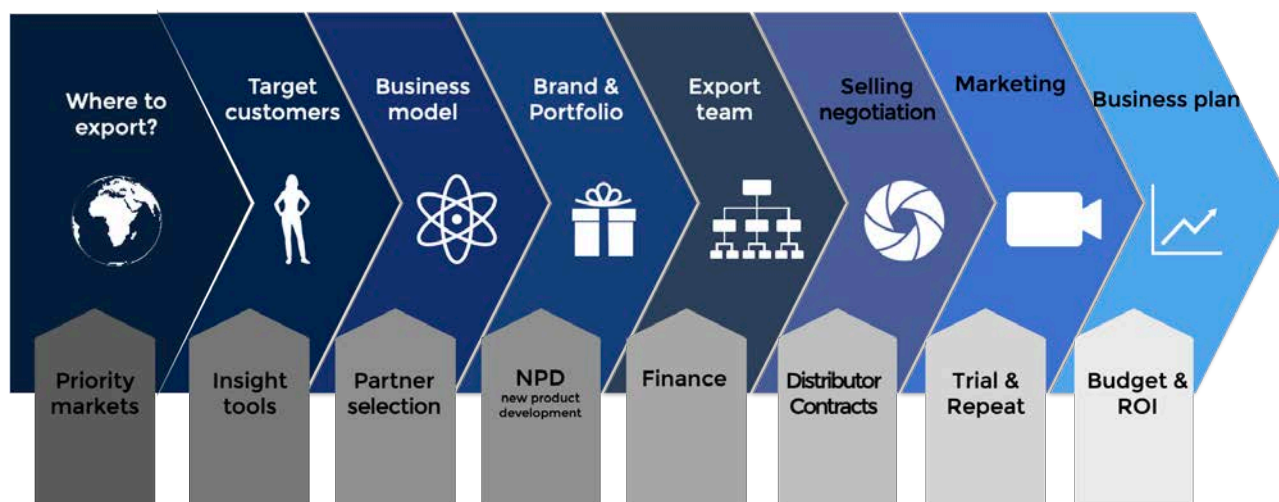 Where to
export?
Target
customers
Business
model
Brand &
Portfolio
Export
team
Selling
negotiation
Marketing
Business plan
Priority
markets
Insight
tools
Partner
selection
NPD
new product
development
Finance
Distributor
Contracts
Trial &
Repeat
Budget &
ROI